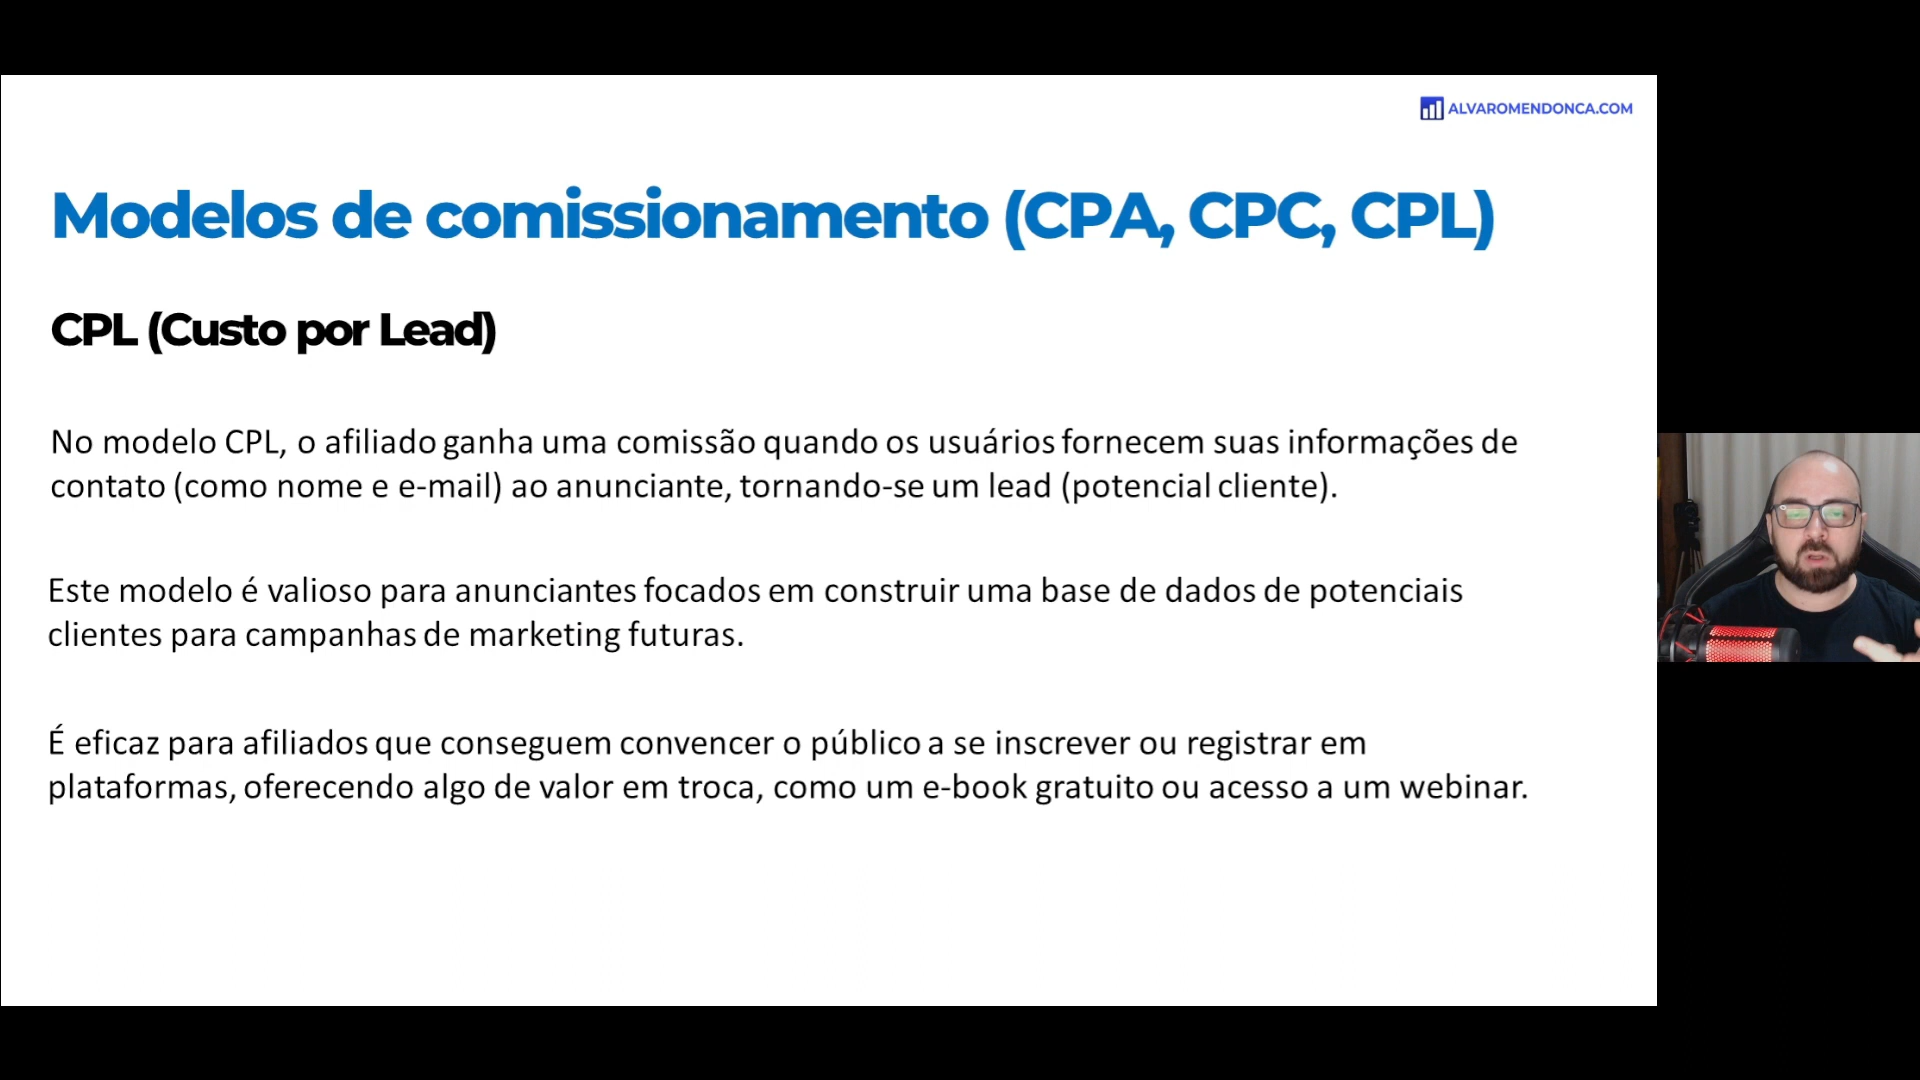 ALVAROMENDONCA.COM
Modelos de comissionamento (CPA, CPC, CPL)
CPL (Custo por Lead)
No modelo CPL, o afiliado ganha uma comissão quando os usuários fornecem suas informações de
contato (como nome e e-mail) ao anunciante, tornando-se um lead (potencial cliente).
Este modelo é valioso para anunciantes focados em construir uma base de dados de potenciais
clientes para campanhas de marketing futuras.
É eficaz para afiliados que conseguem convencer o público a se inscrever ou registrar em
plataformas, oferecendo algo de valor em troca, como um e-book gratuito ou acesso a um webinar.